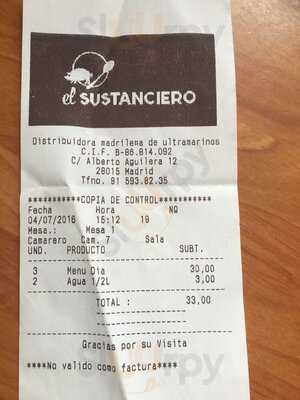 el SUSTANCIERO
Distribuidora madrileña de ultramarinos
C.I.F. B-86.814.092
C/ Alberto Aguilera 12
28015 Madrid
Tfno. 91 593.62.35
***********COPIA DE CONTROL***********
Fecha Hora NQ
04/07/2016 15:12 19
Mesa.: Mesa 1
Camarero Cam. 7 Sala
UND. PRODUCTO SUBT.
3 Menu Dia 30,00
2 Agua 1/2L 3,00
TOTAL : 33,00
Gracias por su Visita
****No valido como factura****